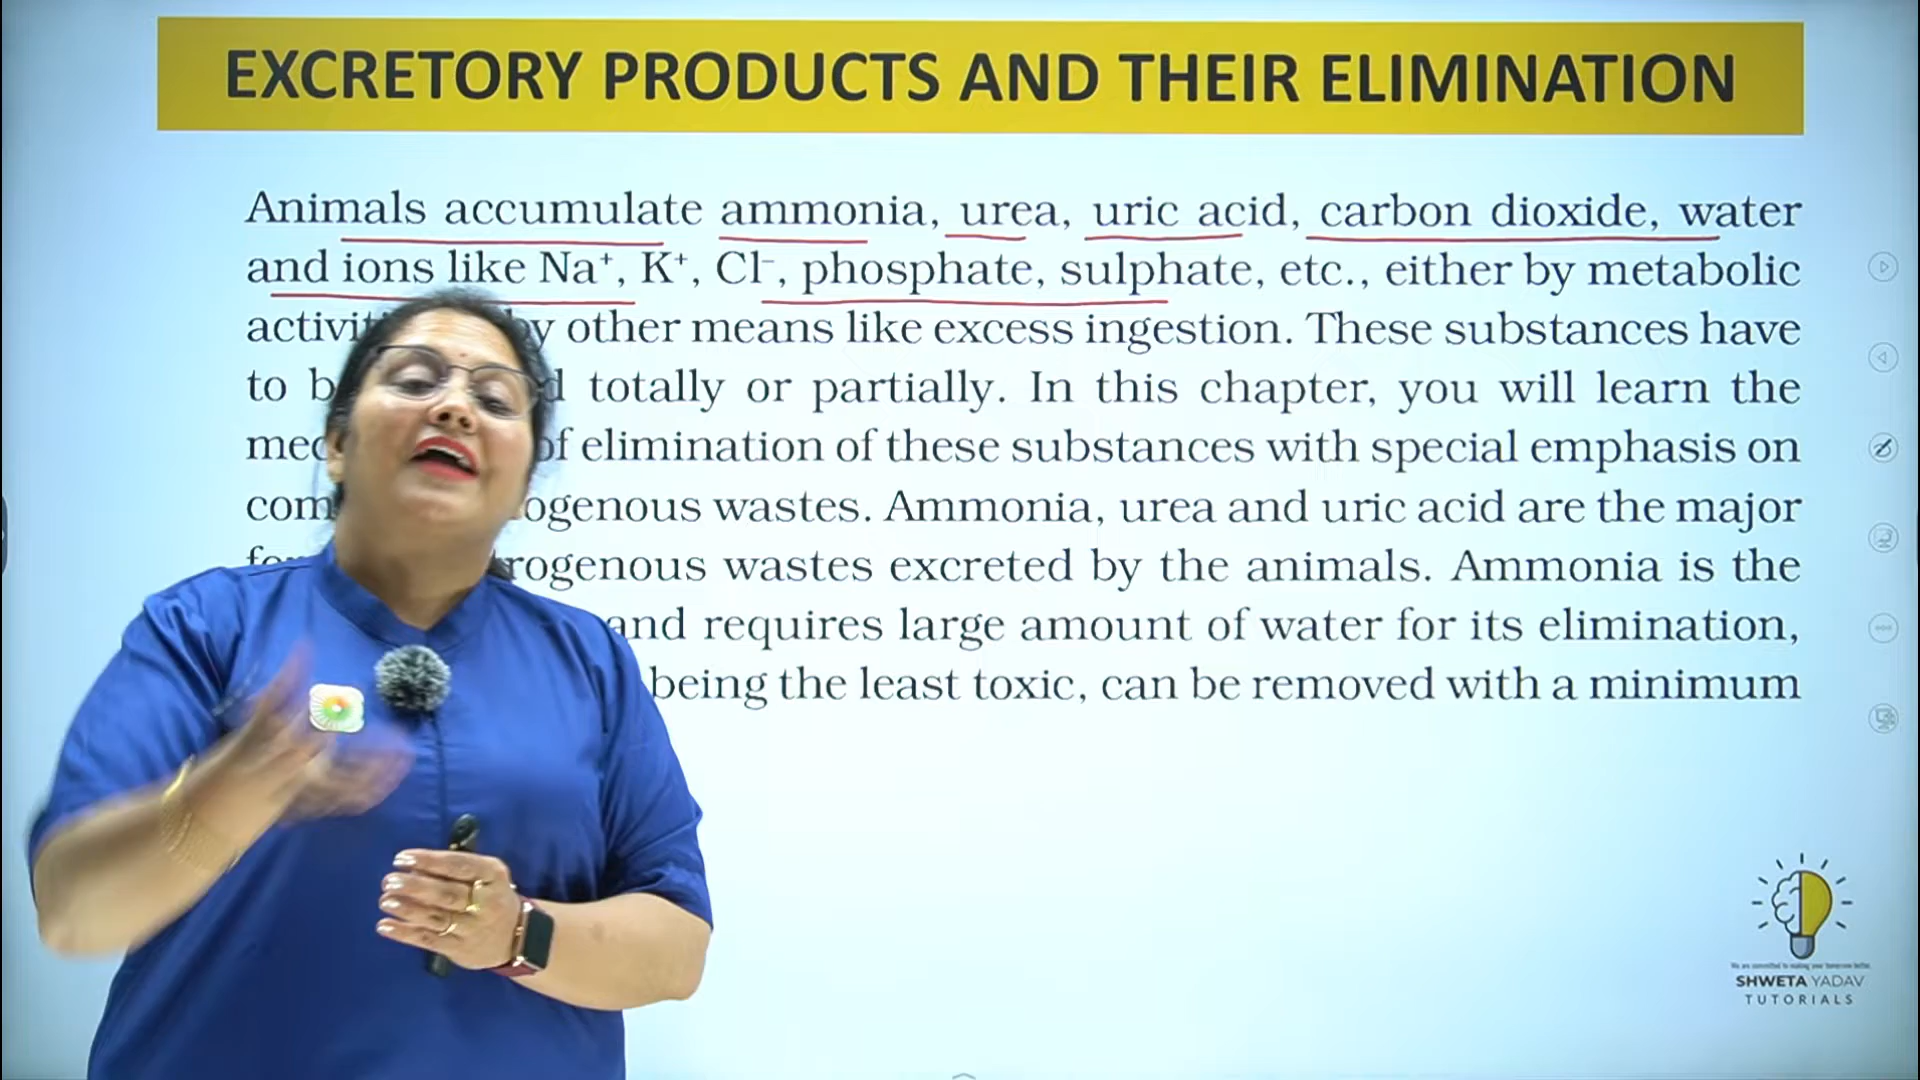 EXCRETORY PRODUCTS AND THEIR ELIMINATION
Animals accumulate ammonia, urea, uric acid, carbon dioxide, water
and ions like Na⁺, K⁺, Cl⁻, phosphate, sulphate, etc., either by metabolic
by other means like excess ingestion. These substances have
to totally or partially. In this chapter, you will learn the
of elimination of these substances with special emphasis on
wastes. Ammonia, urea and uric acid are the major
wastes excreted by the animals. Ammonia is the
and requires large amount of water for its elimination,
being the least toxic, can be removed with a minimum
SHWETA YADAV
TUTORIALS